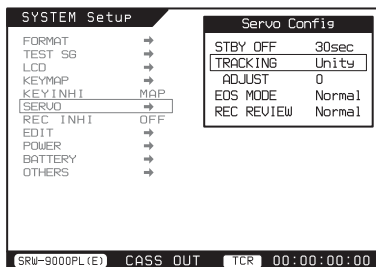 SYSTEM Setup
FORMAT →
TEST SG →
LCD →
KEYMAP →
KEYINHI MAP
SERVO →
REC INHI OFF
EDIT →
POWER →
BATTERY →
OTHERS →
Servo Config
STBY OFF 30sec
TRACKING Unity
ADJUST 0
EOS MODE Normal
REC REVIEW Normal
SRW-9000PL(E) CASS OUT TCR 00:00:00:00